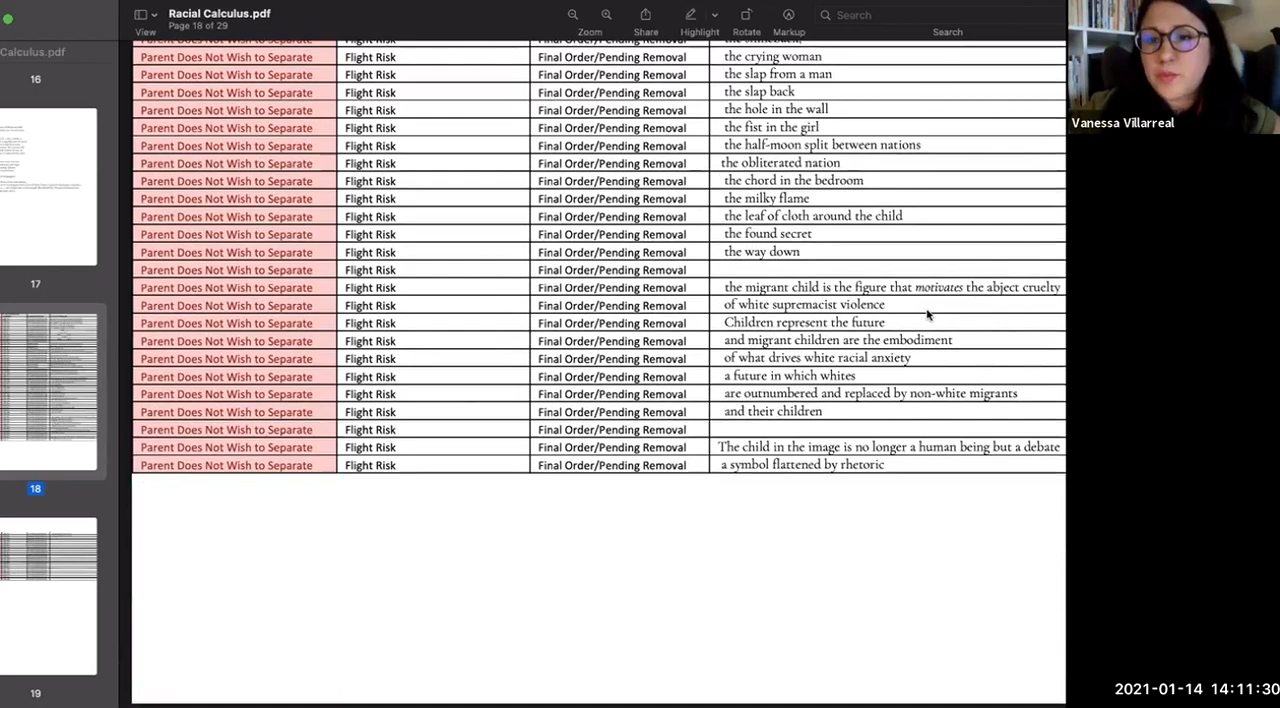 Racial Calculus.pdf
Page 18 of 29
View
Zoom
Share
Highlight
Rotate
Markup
Search
Search
Calculus.pdf
16
17
18
19
Parent Does Not Wish to Separate Flight Risk Final Order/Pending Removal the crying woman
Parent Does Not Wish to Separate Flight Risk Final Order/Pending Removal the slap from a man
Parent Does Not Wish to Separate Flight Risk Final Order/Pending Removal the slap back
Parent Does Not Wish to Separate Flight Risk Final Order/Pending Removal the hole in the wall
Parent Does Not Wish to Separate Flight Risk Final Order/Pending Removal the fist in the girl
Parent Does Not Wish to Separate Flight Risk Final Order/Pending Removal the half-moon split between nations
Parent Does Not Wish to Separate Flight Risk Final Order/Pending Removal the obliterated nation
Parent Does Not Wish to Separate Flight Risk Final Order/Pending Removal the chord in the bedroom
Parent Does Not Wish to Separate Flight Risk Final Order/Pending Removal the milky flame
Parent Does Not Wish to Separate Flight Risk Final Order/Pending Removal the leaf of cloth around the child
Parent Does Not Wish to Separate Flight Risk Final Order/Pending Removal the found secret
Parent Does Not Wish to Separate Flight Risk Final Order/Pending Removal the way down
Parent Does Not Wish to Separate Flight Risk Final Order/Pending Removal
Parent Does Not Wish to Separate Flight Risk Final Order/Pending Removal the migrant child is the figure that motivates the abject cruelty
Parent Does Not Wish to Separate Flight Risk Final Order/Pending Removal of white supremacist violence
Parent Does Not Wish to Separate Flight Risk Final Order/Pending Removal Children represent the future
Parent Does Not Wish to Separate Flight Risk Final Order/Pending Removal and migrant children are the embodiment
Parent Does Not Wish to Separate Flight Risk Final Order/Pending Removal of what drives white racial anxiety
Parent Does Not Wish to Separate Flight Risk Final Order/Pending Removal a future in which whites
Parent Does Not Wish to Separate Flight Risk Final Order/Pending Removal are outnumbered and replaced by non-white migrants
Parent Does Not Wish to Separate Flight Risk Final Order/Pending Removal and their children
Parent Does Not Wish to Separate Flight Risk Final Order/Pending Removal
Parent Does Not Wish to Separate Flight Risk Final Order/Pending Removal The child in the image is no longer a human being but a debate
Parent Does Not Wish to Separate Flight Risk Final Order/Pending Removal a symbol flattened by rhetoric
Vanessa Villarreal
2021-01-14 14:11:30